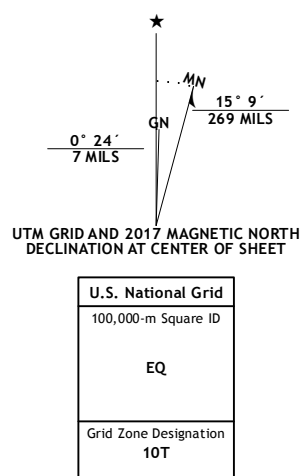 ★
MN
GN
15° 9´
269 MILS
0° 24´
7 MILS
UTM GRID AND 2017 MAGNETIC NORTH
DECLINATION AT CENTER OF SHEET
U.S. National Grid
100,000-m Square ID
EQ
Grid Zone Designation
10T